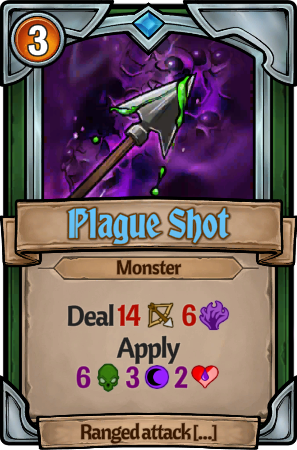 3
Plague Shot
Monster
Deal 14 6
Apply
6 3 2
Ranged attack [...]